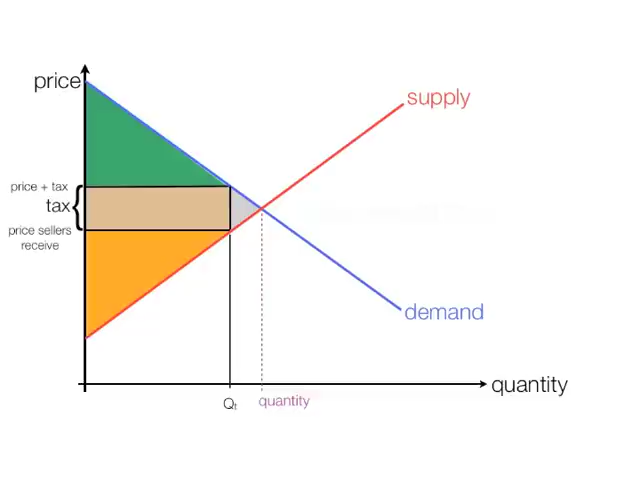 price
supply
price + tax
tax
price sellers
receive
demand
quantity
Qt
quantity